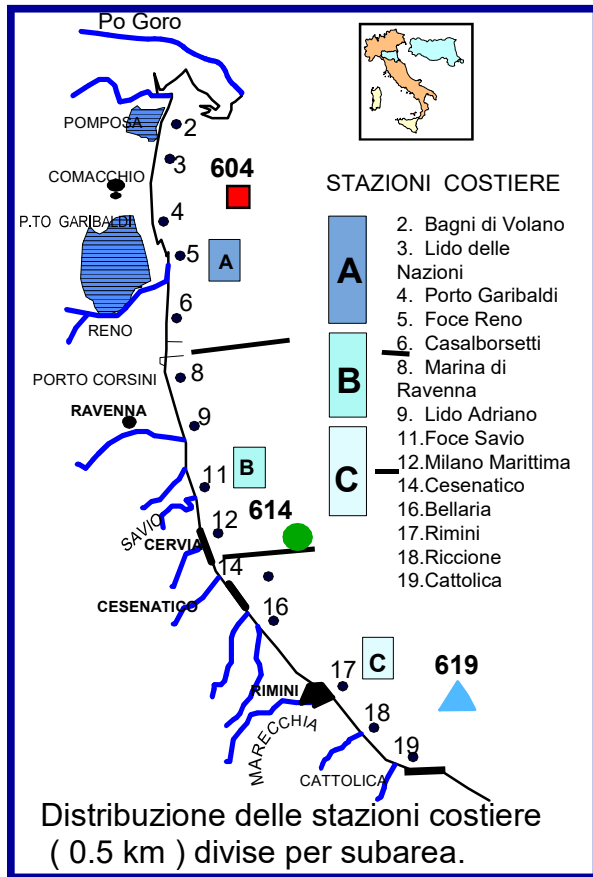 Po Goro
POMPOSA
2
3
604
COMACCHIO
P.TO GARIBALDI
4
5
A
6
RENO
PORTO CORSINI
8
RAVENNA
9
11
B
SAVIO
12
614
CERVIA
14
CESENATICO
16
17
C
619
RIMINI
MARECCHIA
18
19
CATTOLICA
STAZIONI COSTIERE
A
B
C
2. Bagni di Volano
3. Lido delle
Nazioni
4. Porto Garibaldi
5. Foce Reno
6. Casalborsetti
8. Marina di
Ravenna
9. Lido Adriano
11.Foce Savio
12.Milano Marittima
14.Cesenatico
16.Bellaria
17.Rimini
18.Riccione
19.Cattolica
Distribuzione delle stazioni costiere
( 0.5 km ) divise per subarea.